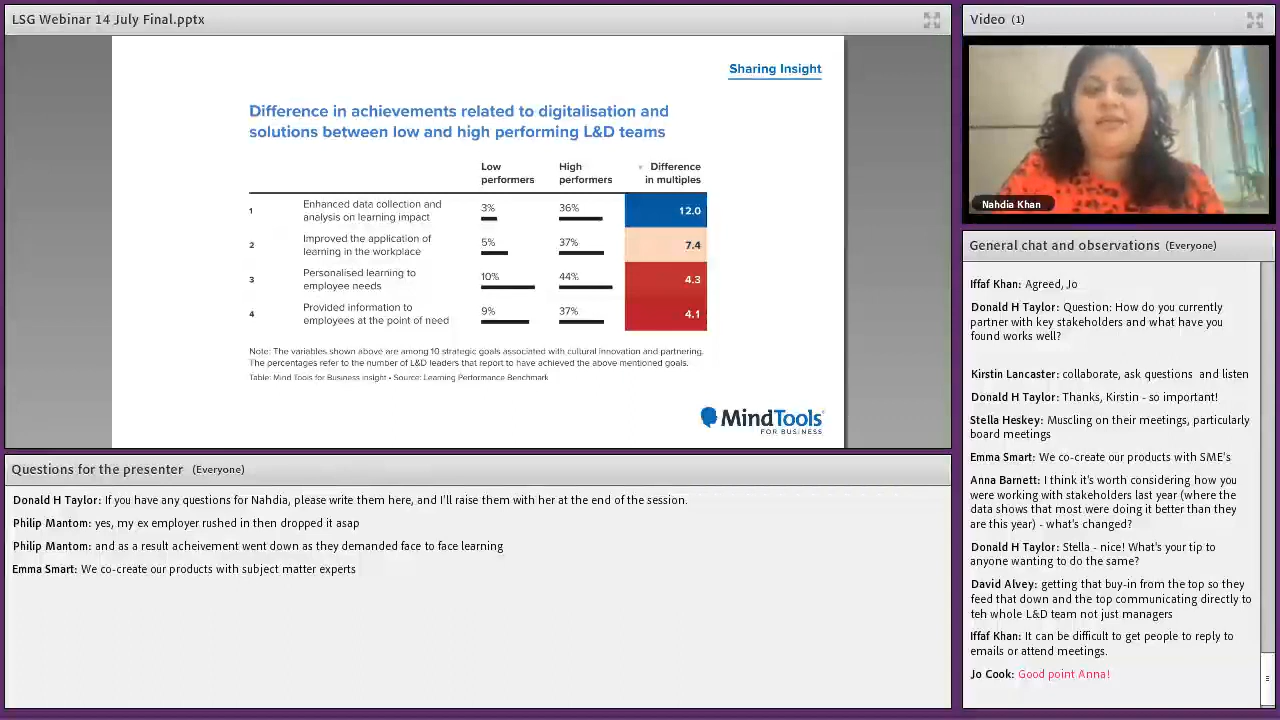 LSG Webinar 14 July Final.pptx
Sharing Insight
Difference in achievements related to digitalisation and
solutions between low and high performing L&D teams
Low performers
High performers
Difference in multiples
1 Enhanced data collection and analysis on learning impact 3% 36% 12.0
2 Improved the application of learning in the workplace 5% 37% 7.4
3 Personalised learning to employee needs 10% 44% 4.3
4 Provided information to employees at the point of need 9% 37% 4.1
Note: The variables shown above are among 10 strategic goals associated with cultural innovation and partnering.
The percentages refer to the number of L&D leaders that report to have achieved the above mentioned goals.
Table: Mind Tools for Business insight • Source: Learning Performance Benchmark
MindTools
FOR BUSINESS
Video (1)
Nahdia Khan
Questions for the presenter (Everyone)
Donald H Taylor: If you have any questions for Nahdia, please write them here, and I'll raise them with her at the end of the session.
Philip Mantom: yes, my ex employer rushed in then dropped it asap
Philip Mantom: and as a result acheivement went down as they demanded face to face learning
Emma Smart: We co-create our products with subject matter experts
General chat and observations (Everyone)
Iffaf Khan: Agreed, Jo
Donald H Taylor: Question: How do you currently
partner with key stakeholders and what have you
found works well?
Kirstin Lancaster: collaborate, ask questions and listen
Donald H Taylor: Thanks, Kirstin - so important!
Stella Heskey: Muscling on their meetings, particularly
board meetings
Emma Smart: We co-create our products with SME's
Anna Barnett: I think it's worth considering how you
were working with stakeholders last year (where the
data shows that most were doing it better than they
are this year) - what's changed?
Donald H Taylor: Stella - nice! What's your tip to
anyone wanting to do the same?
David Alvey: getting that buy-in from the top so they
feed that down and the top communicating directly to
teh whole L&D team not just managers
Iffaf Khan: It can be difficult to get people to reply to
emails or attend meetings.
Jo Cook: Good point Anna!